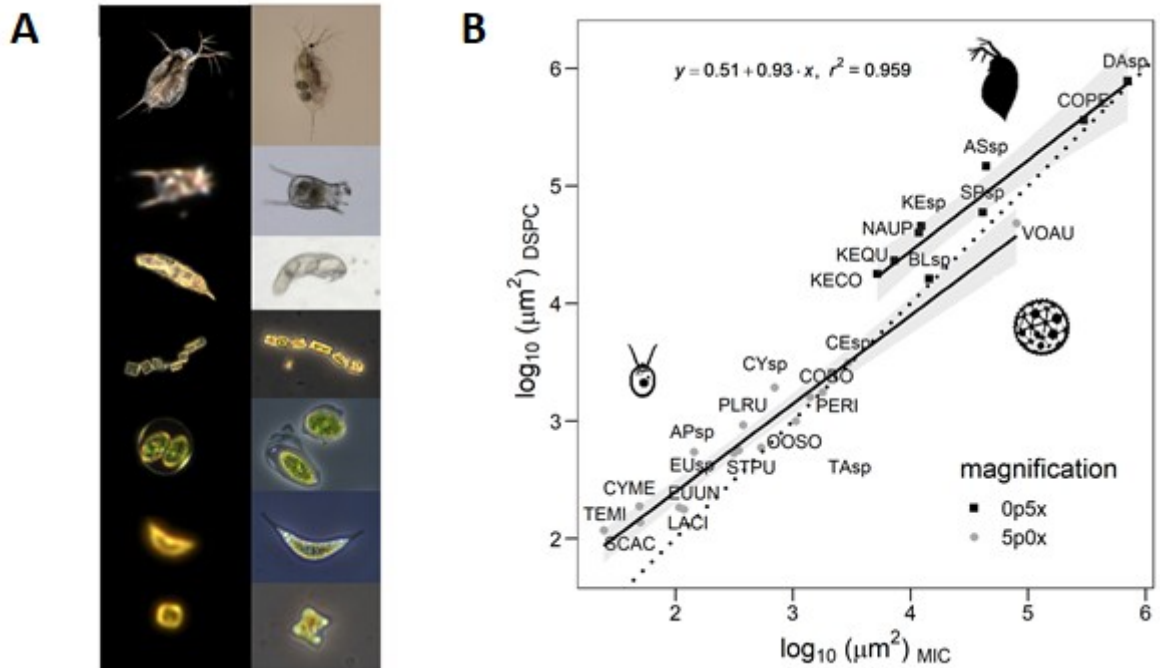 A
B
y = 0.51 + 0.93 · x, r² = 0.959
DAsp
COPE
ASsp
SPsp
KEsp
NAUP
VOAU
KEQU
BLsp
KECO
CEsp
CYsp
COBO
PLRU
PERI
APsp
OOSO
EUsp
STPU
TAsp
CYME
EUUN
TEMI
LACI
SCAC
magnification
0p5x
5p0x
6
5
4
3
2
log₁₀ (μm²) DSPC
2 3 4 5 6
log₁₀ (μm²) MIC